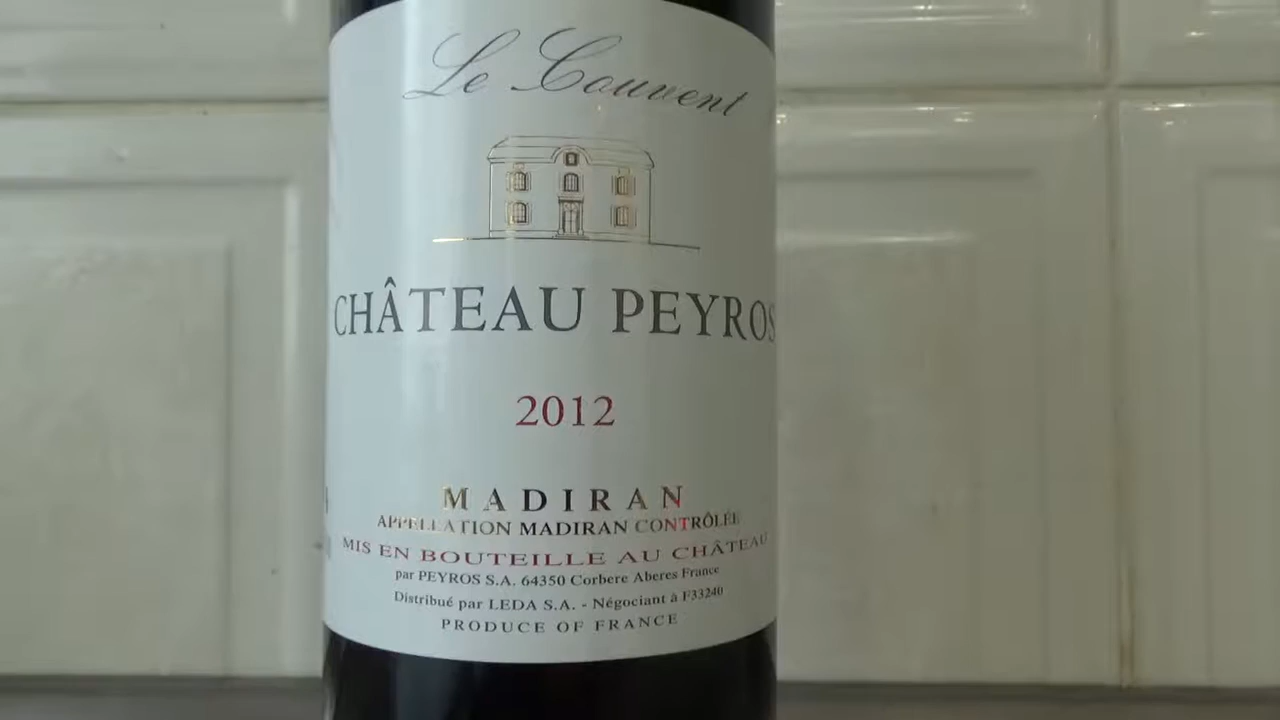 Le Couvent
CHÂTEAU PEYROS
2012
MADIRAN
APPELLATION MADIRAN CONTRÔLÉE
MIS EN BOUTEILLE AU CHÂTEAU
par PEYROS S.A. 64350 Corbere Aberes France
Distribué par LEDA S.A. - Négociant à F33240
PRODUCE OF FRANCE